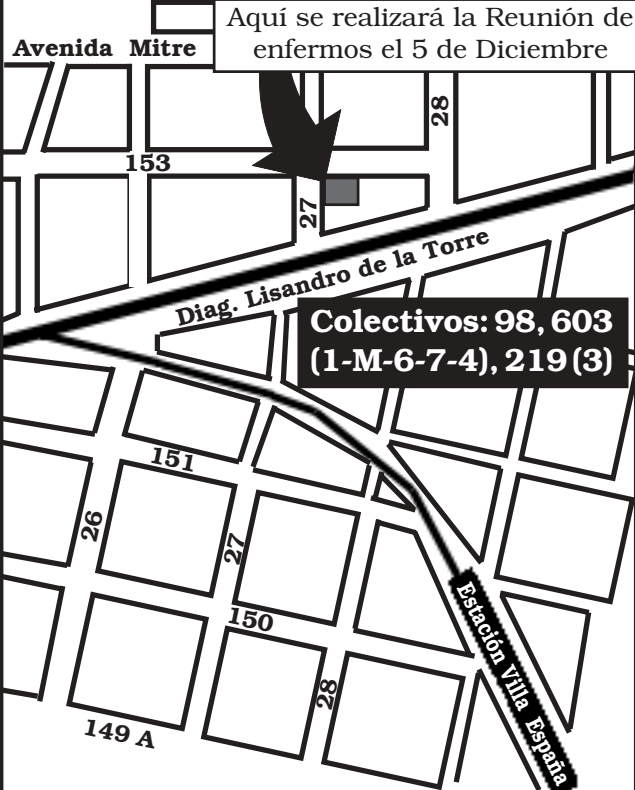 Aquí se realizará la Reunión de
enfermos el 5 de Diciembre
Avenida Mitre
28
153
27
Diag. Lisandro de la Torre
Colectivos: 98, 603
(1-M-6-7-4), 219 (3)
151
26
27
150
Estación Villa España
28
149 A